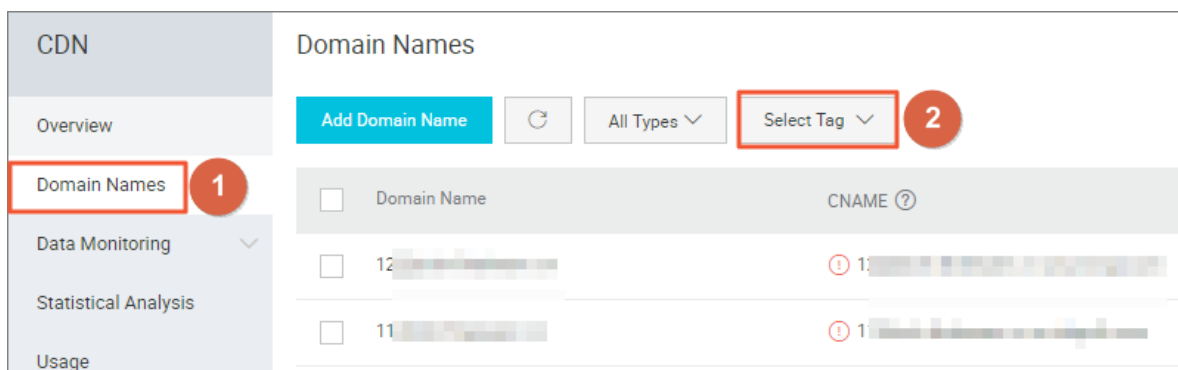 CDN
Overview
Domain Names
1
Data Monitoring
Statistical Analysis
Usage
Domain Names
Add Domain Name
All Types
Select Tag
2
Domain Name
CNAME ?
12
! 1
11
! 1